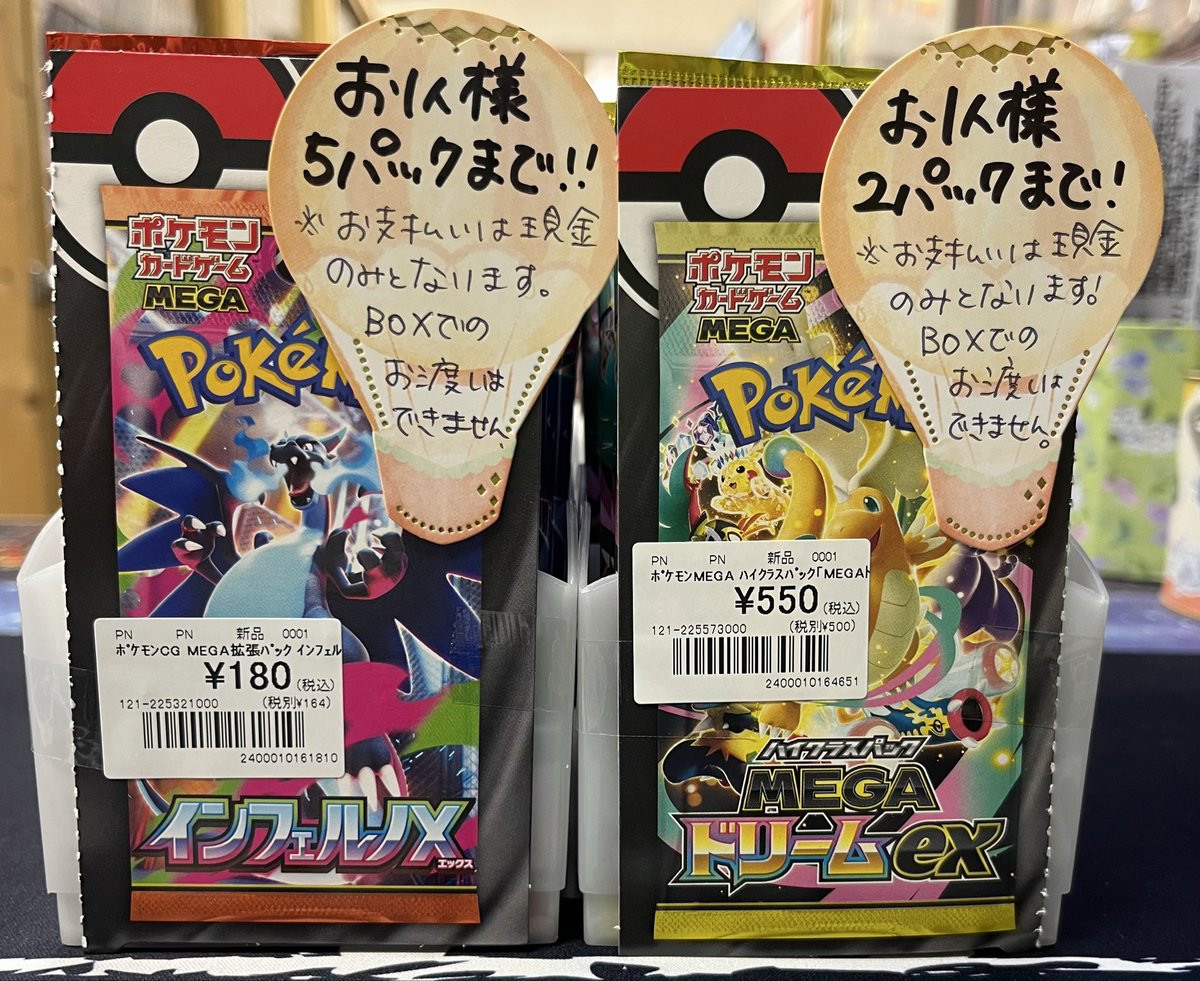 お1人様
5パックまで!!
※お支払いは現金
のみとなります。
BOXでの
お渡しは
できません。
ポケモン
カードゲーム
MEGA
Pokém
PN PN 新品 0001
ポケモンCG MEGA拡張パック インフェル
¥180(税込)
121-225321000 (税別¥164)
2400010161810
インフェルノX
エックス
お1人様
2パックまで!
※お支払いは現金
のみとなります!
BOXでの
お渡しは
できません。
ポケモン
カードゲーム
MEGA
Pokém
PN PN 新品 0001
ポケモンMEGA ハイクラスパック「MEGAド
¥550(税込)
121-225573000 (税別¥500)
2400010164651
ハイクラスパック
MEGA
ドリームex